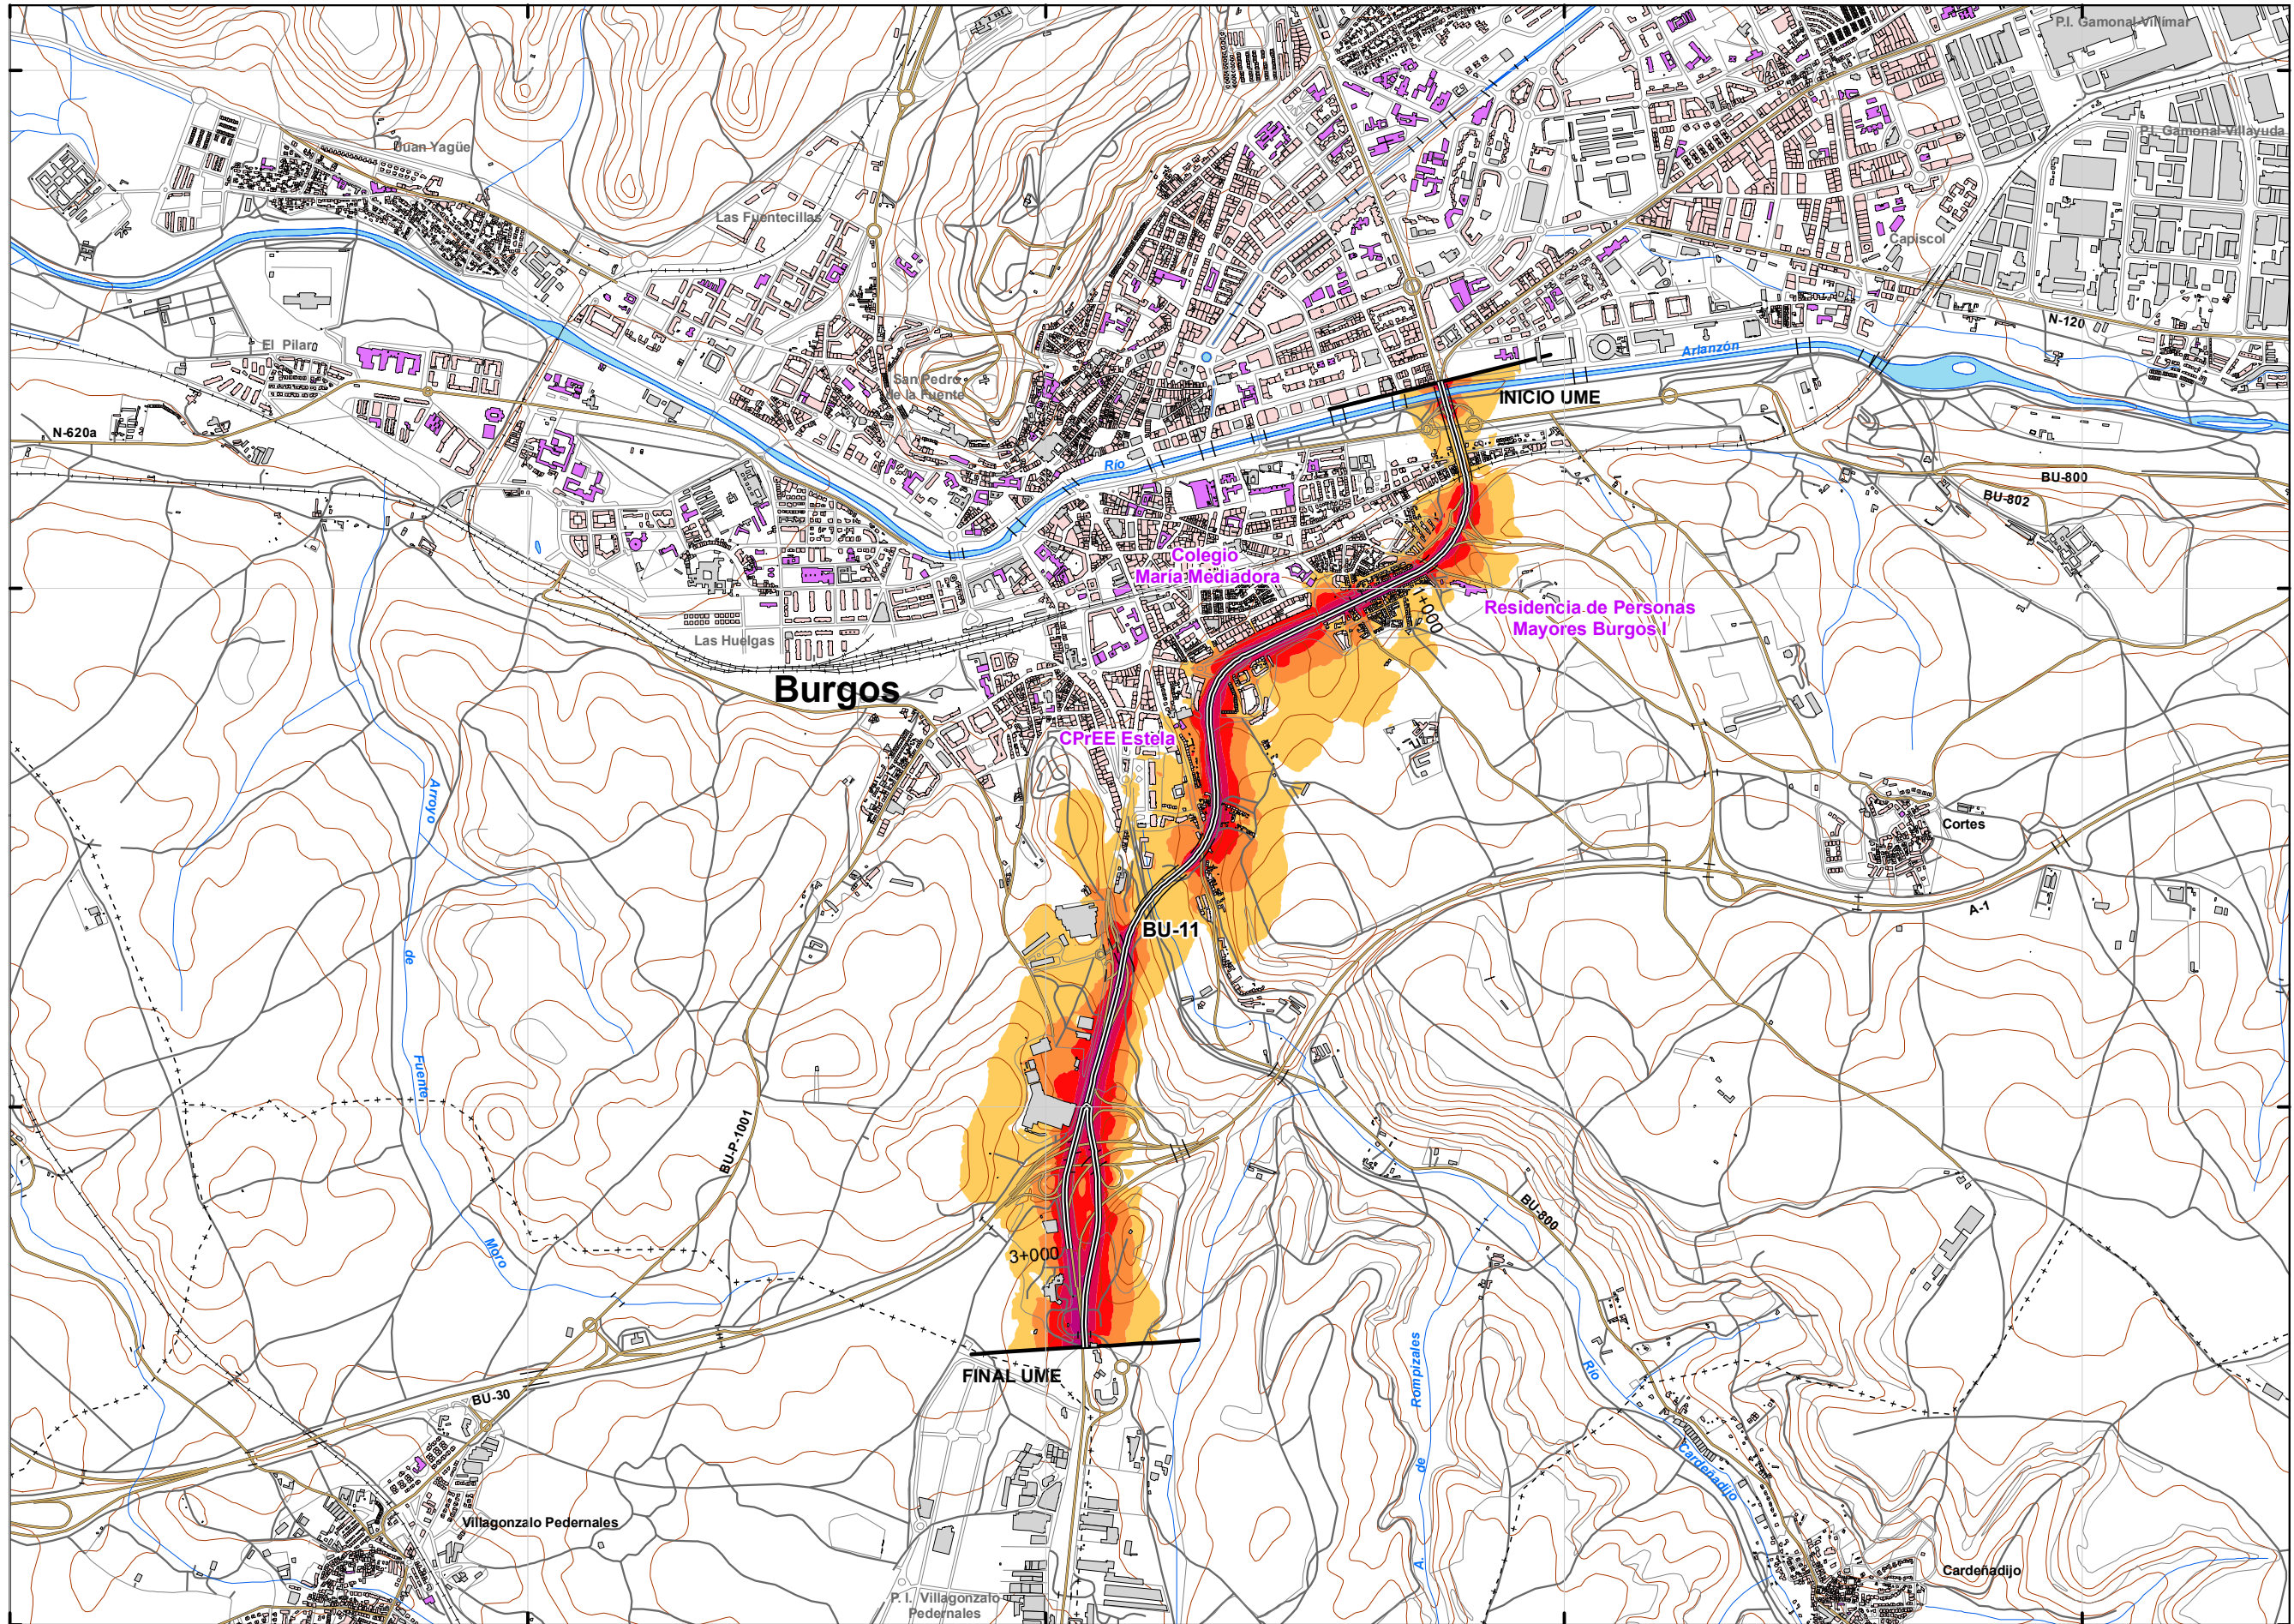 P.I. Gamonal-Villímar
P.I. Gamonal-Villayuda
Juan Yagüe
Las Fuentecillas
Capiscol
N-120
El Pilar
Arlanzón
San Pedro
de la Fuente
INICIO UME
N-620a
Río
BU-800
BU-802
Colegio
María Mediadora
1+000
Residencia de Personas
Mayores Burgos I
Las Huelgas
Burgos
CPrEE Estela
Arroyo
de
Fuente
Moro
Cortes
A-1
BU-11
BU-P-1001
BU-800
3+000
FINAL UME
BU-30
A. de Rompizales
Río
Cardeñadijo
Villagonzalo Pedernales
Cardeñadijo
P. I. Villagonzalo
Pedernales